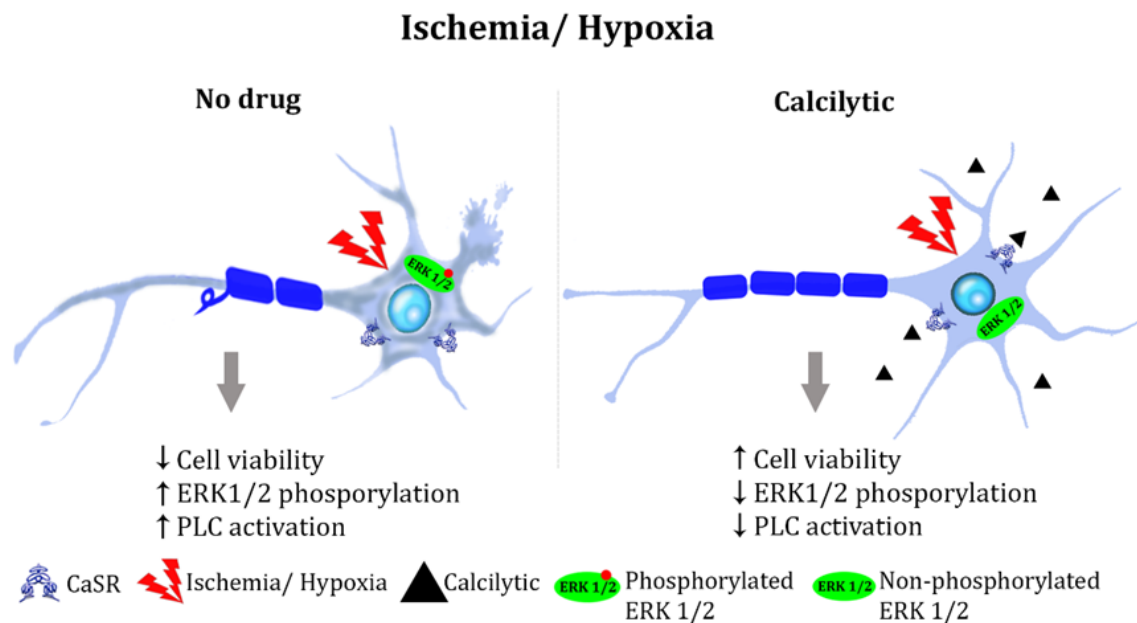 Ischemia/ Hypoxia
No drug
ERK 1/2
↓ Cell viability
↑ ERK1/2 phosporylation
↑ PLC activation
Calcilytic
ERK 1/2
↑ Cell viability
↓ ERK1/2 phosporylation
↓ PLC activation
CaSR
Ischemia/ Hypoxia
Calcilytic
ERK 1/2
Phosphorylated
ERK 1/2
ERK 1/2
Non-phosphorylated
ERK 1/2